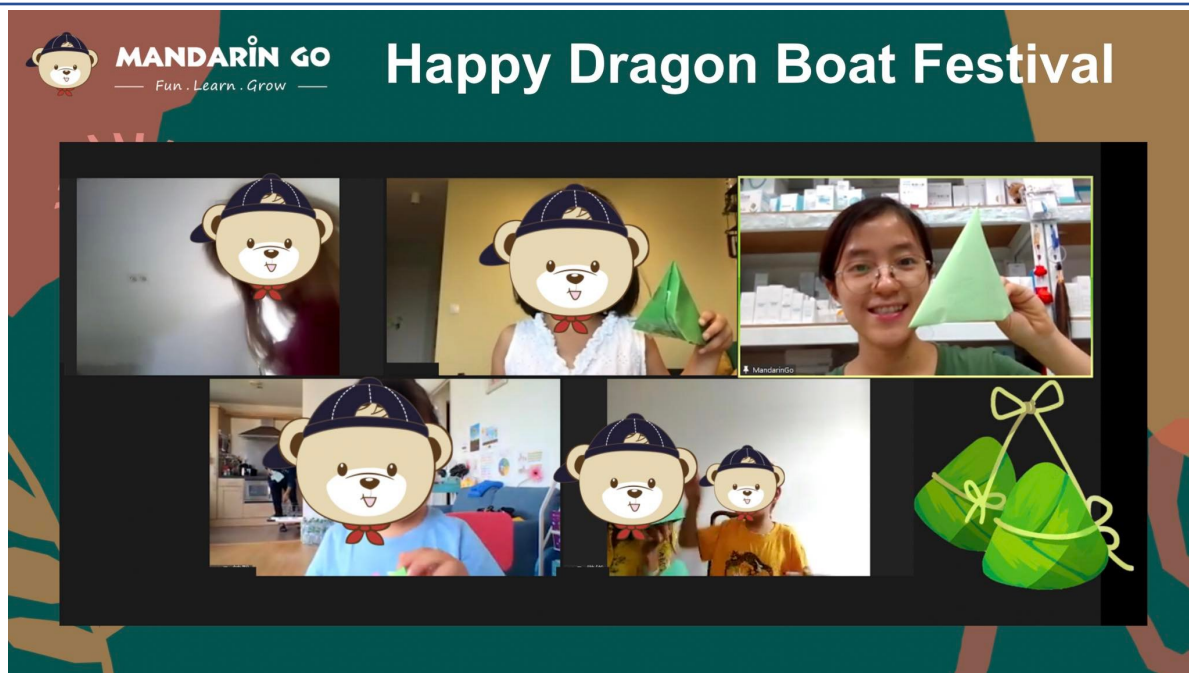 MANDARIN GO
Fun . Learn . Grow
Happy Dragon Boat Festival
MandarinGo